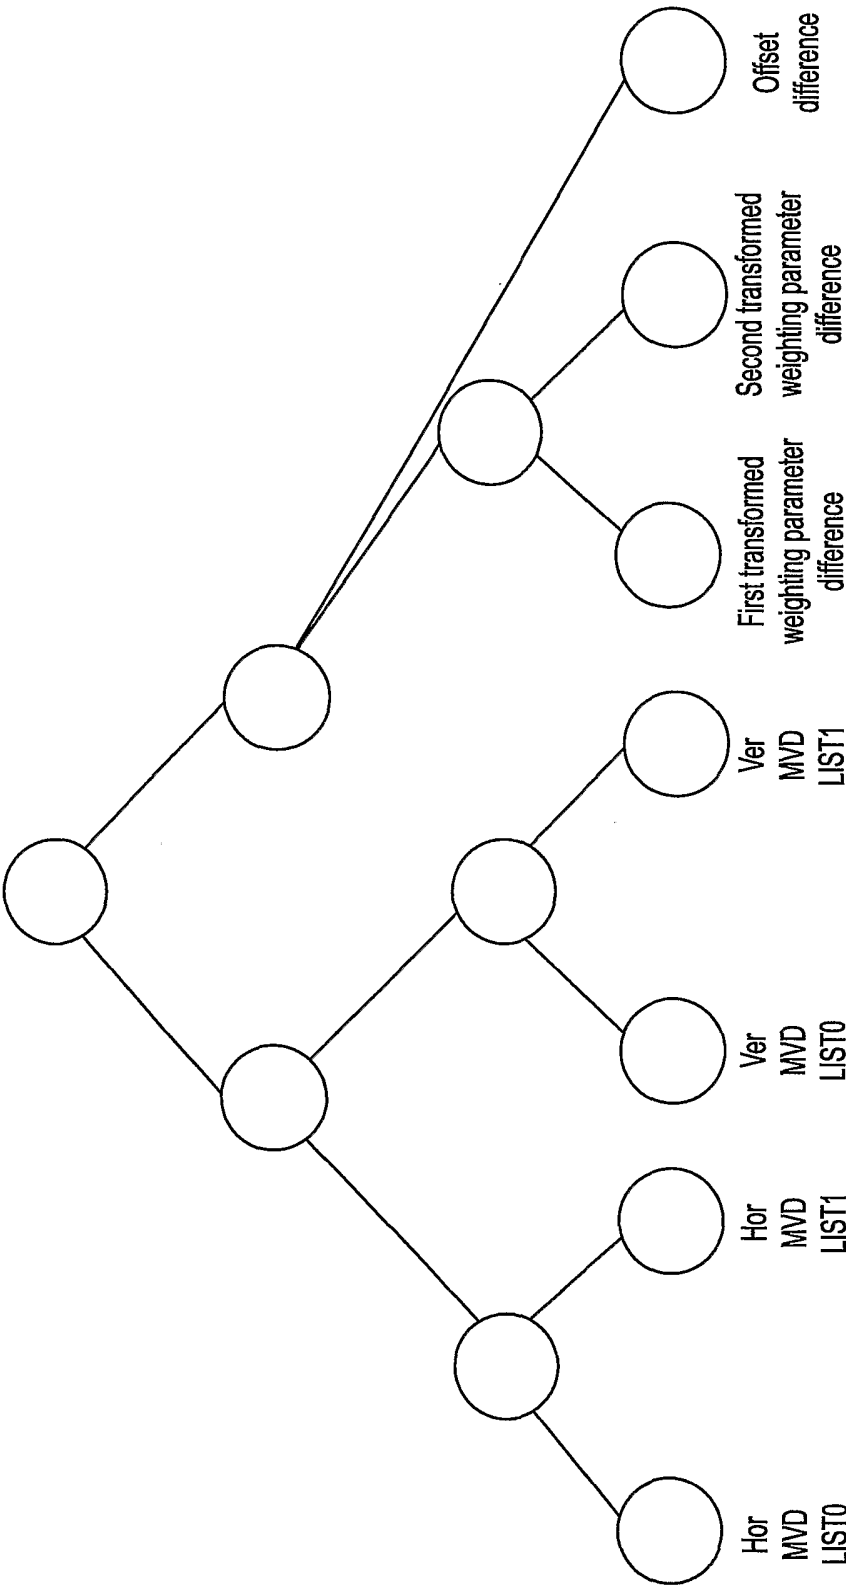 Hor
MVD
LIST0
Hor
MVD
LIST1
Ver
MVD
LIST0
Ver
MVD
LIST1
First transformed
weighting parameter
difference
Second transformed
weighting parameter
difference
Offset
difference